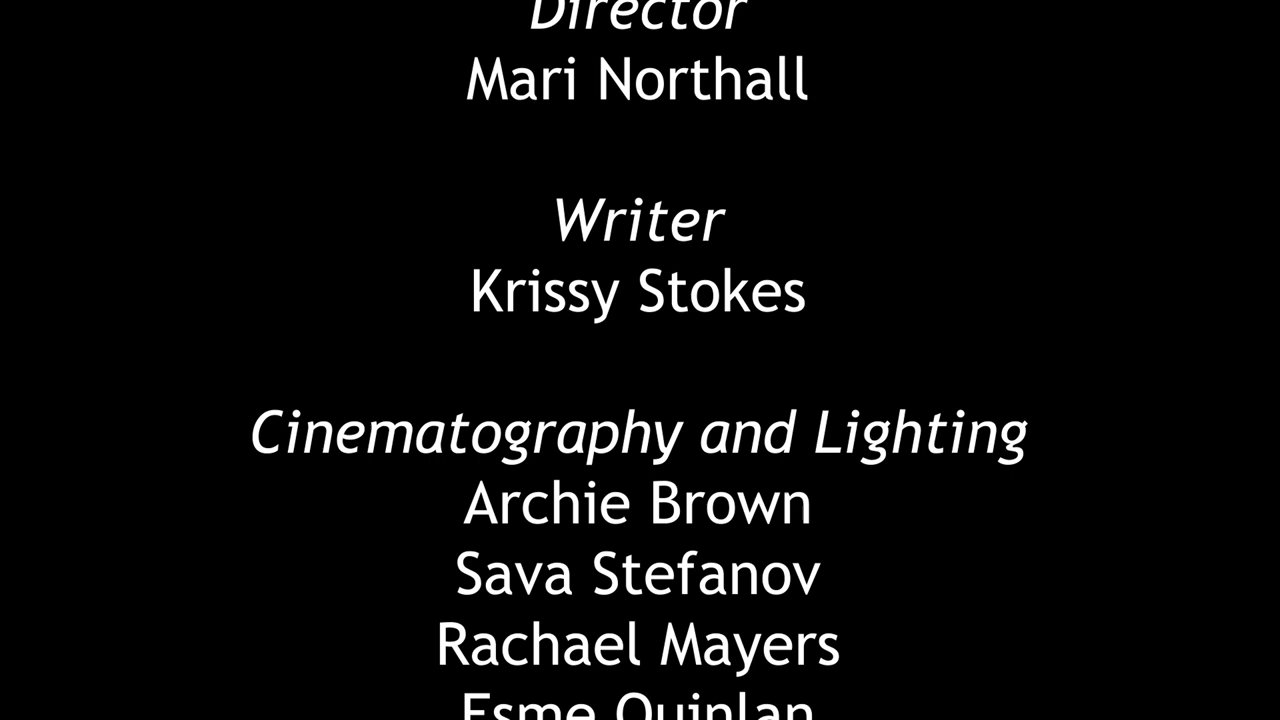 Director
Mari Northall
Writer
Krissy Stokes
Cinematography and Lighting
Archie Brown
Sava Stefanov
Rachael Mayers
Esme Quinlan